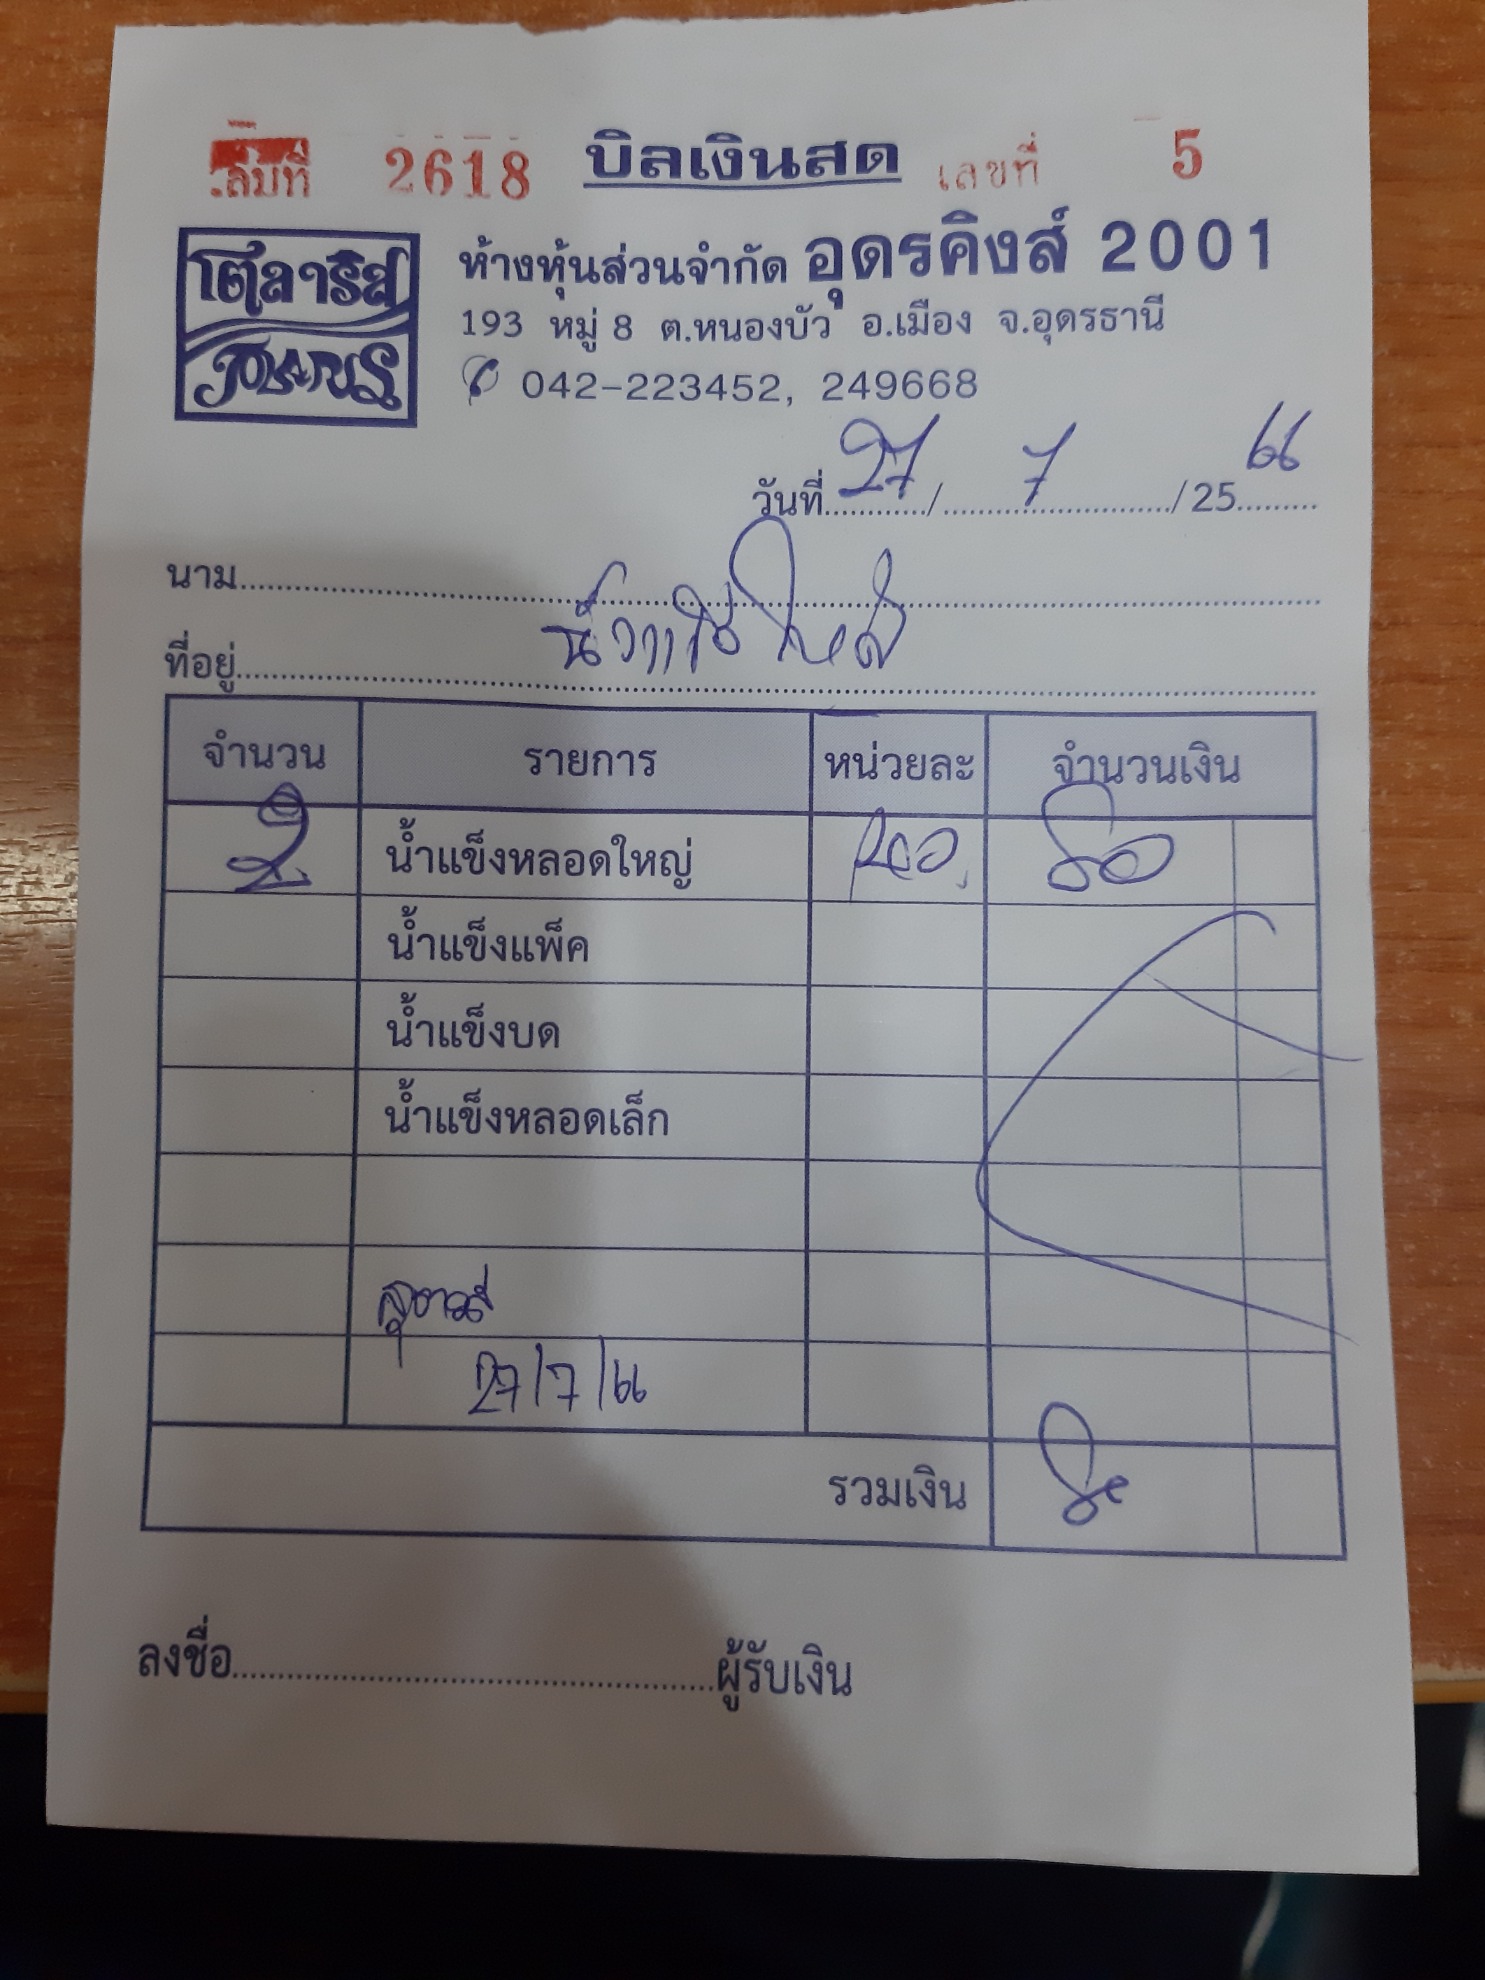 เล่มที่ 2618 บิลเงินสด เลขที่ 5
โตลาริส
ห้างหุ้นส่วนจำกัด อุดรคิงส์ 2001
193 หมู่ 8 ต.หนองบัว อ.เมือง จ.อุดรธานี
042-223452, 249668
วันที่ 27 / 7 / 25 66
นาม
ที่อยู่
จำนวน รายการ หน่วยละ จำนวนเงิน
2 น้ำแข็งหลอดใหญ่ 40 80
น้ำแข็งแพ็ค
น้ำแข็งบด
น้ำแข็งหลอดเล็ก
27/7/66
รวมเงิน 80
ลงชื่อ ผู้รับเงิน